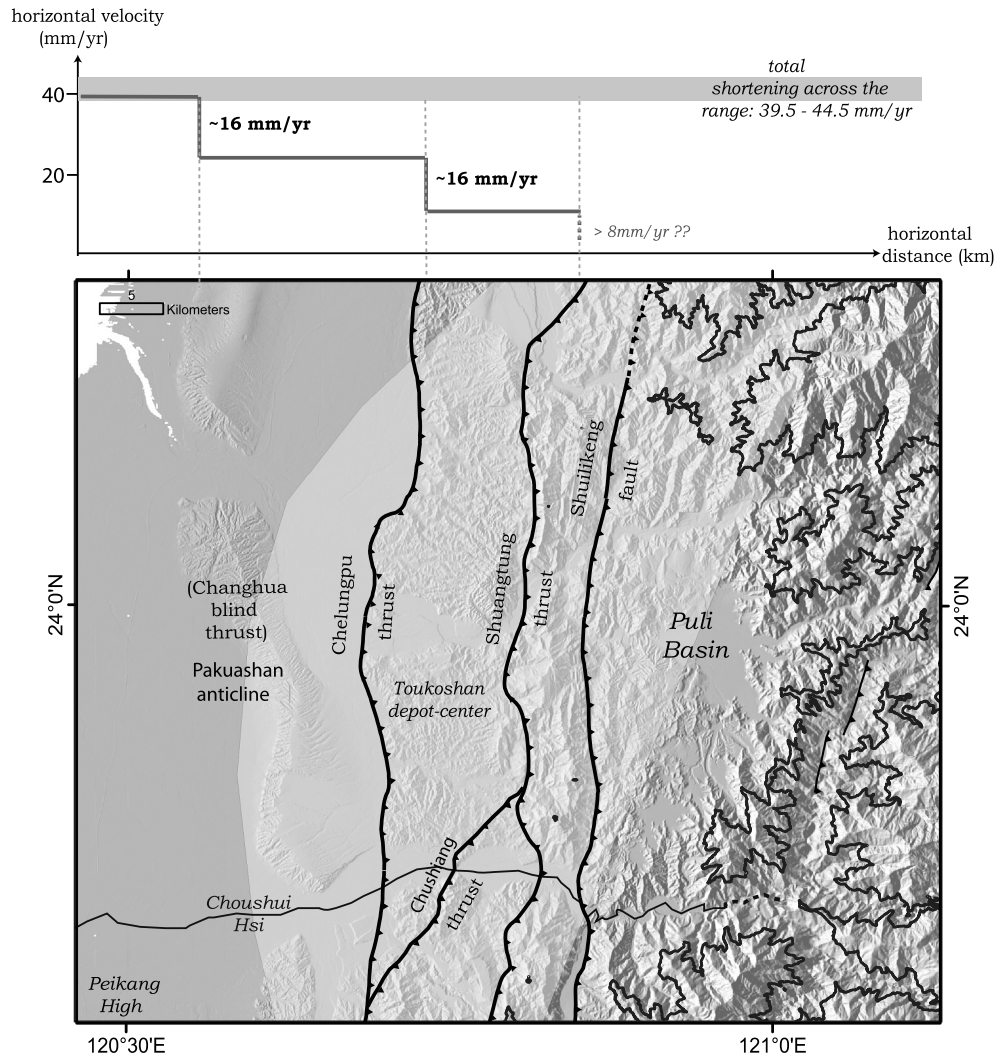 horizontal velocity
(mm/yr)
total
shortening across the
range: 39.5 - 44.5 mm/yr
40
~16 mm/yr
20
~16 mm/yr
> 8mm/yr ??
horizontal
distance (km)
5
Kilometers
Shuilikeng
fault
Shuangtung
thrust
Chelungpu
thrust
(Changhua
blind
thrust)
Pakuashan
anticline
24°0'N
24°0'N
Puli
Basin
Toukoshan
depot-center
Chushiang
thrust
Choushui
Hsi
Peikang
High
120°30'E
121°0'E